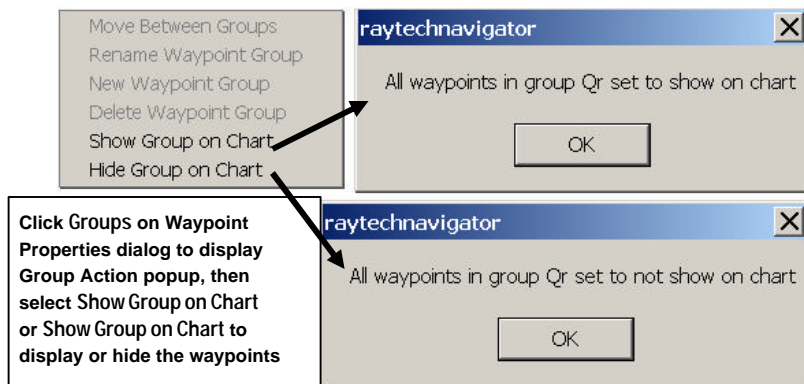 Move Between Groups
Rename Waypoint Group
New Waypoint Group
Delete Waypoint Group
Show Group on Chart
Hide Group on Chart
raytechnavigator
All waypoints in group Qr set to show on chart
OK
Click Groups on Waypoint
Properties dialog to display
Group Action popup, then
select Show Group on Chart
or Show Group on Chart to
display or hide the waypoints
raytechnavigator
All waypoints in group Qr set to not show on chart
OK